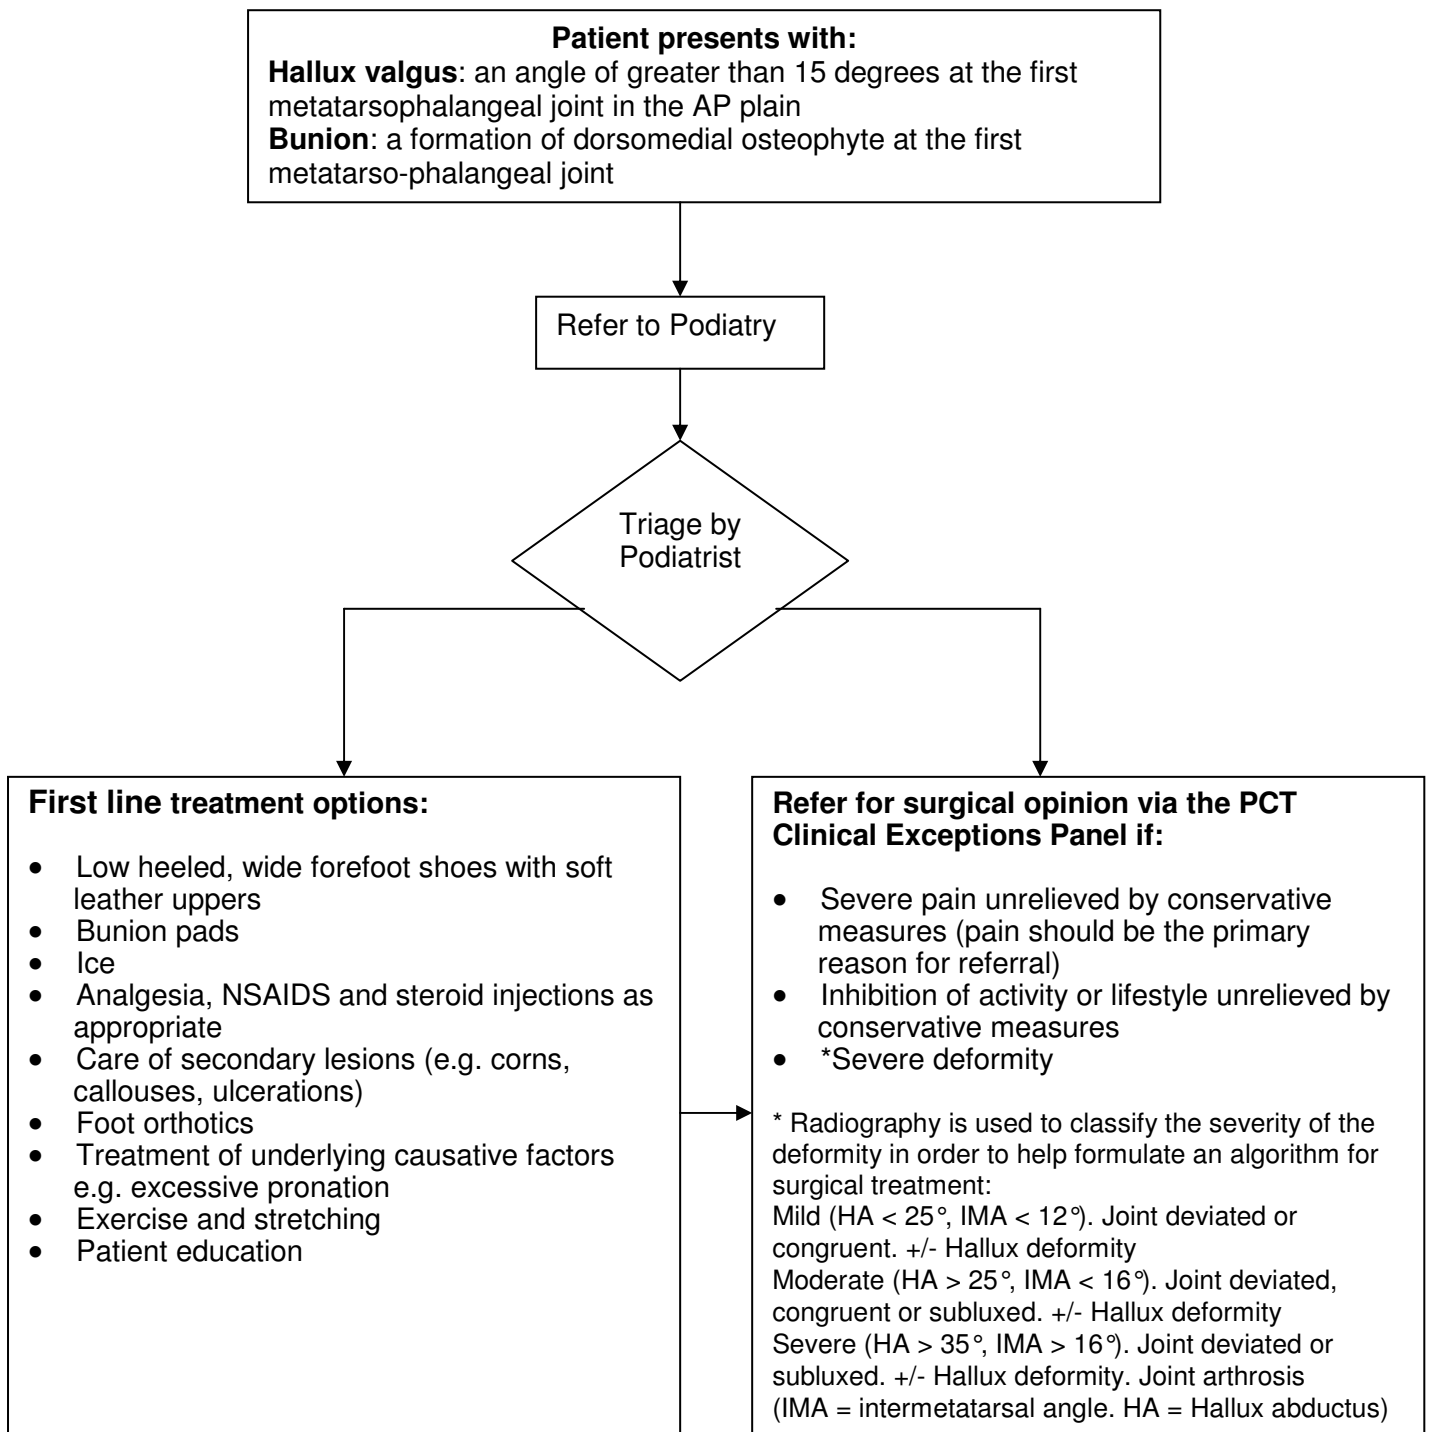 Patient presents with:
Hallux valgus: an angle of greater than 15 degrees at the first
metatarsophalangeal joint in the AP plain
Bunion: a formation of dorsomedial osteophyte at the first
metatarso-phalangeal joint
Refer to Podiatry
Triage by
Podiatrist
First line treatment options:
• Low heeled, wide forefoot shoes with soft
leather uppers
• Bunion pads
• Ice
• Analgesia, NSAIDS and steroid injections as
appropriate
• Care of secondary lesions (e.g. corns,
callouses, ulcerations)
• Foot orthotics
• Treatment of underlying causative factors
e.g. excessive pronation
• Exercise and stretching
• Patient education
Refer for surgical opinion via the PCT
Clinical Exceptions Panel if:
• Severe pain unrelieved by conservative
measures (pain should be the primary
reason for referral)
• Inhibition of activity or lifestyle unrelieved by
conservative measures
• *Severe deformity
* Radiography is used to classify the severity of the
deformity in order to help formulate an algorithm for
surgical treatment:
Mild (HA < 25°, IMA < 12°). Joint deviated or
congruent. +/- Hallux deformity
Moderate (HA > 25°, IMA < 16°). Joint deviated,
congruent or subluxed. +/- Hallux deformity
Severe (HA > 35°, IMA > 16°). Joint deviated or
subluxed. +/- Hallux deformity. Joint arthrosis
(IMA = intermetatarsal angle. HA = Hallux abductus)